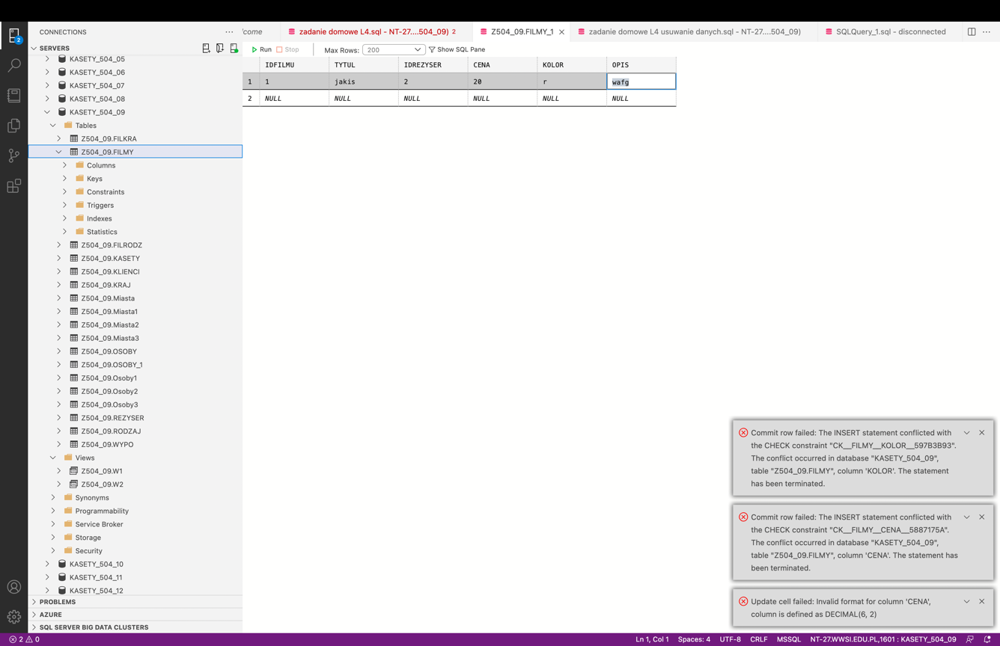 CONNECTIONS
lcome
zadanie domowe L4.sql - NT-27....504_09) 2
Z504_09.FILMY_1
zadanie domowe L4 usuwanie danych.sql - NT-27....504_09)
SQLQuery_1.sql - disconnected
SERVERS
Run Stop Max Rows: 200 Show SQL Pane
IDFILMU TYTUL IDREZYSER CENA KOLOR OPIS
1 1 jakis 2 20 r wafg
2 NULL NULL NULL NULL NULL NULL
2
KASETY_504_05
KASETY_504_06
KASETY_504_07
KASETY_504_08
KASETY_504_09
Tables
Z504_09.FILKRA
Z504_09.FILMY
Columns
Keys
Constraints
Triggers
Indexes
Statistics
Z504_09.FILRODZ
Z504_09.KASETY
Z504_09.KLIENCI
Z504_09.KRAJ
Z504_09.Miasta
Z504_09.Miasta1
Z504_09.Miasta2
Z504_09.Miasta3
Z504_09.OSOBY
Z504_09.OSOBY_1
Z504_09.Osoby1
Z504_09.Osoby2
Z504_09.Osoby3
Z504_09.REZYSER
Z504_09.RODZAJ
Z504_09.WYPO
Views
Z504_09.W1
Z504_09.W2
Synonyms
Programmability
Service Broker
Storage
Security
KASETY_504_10
KASETY_504_11
KASETY_504_12
PROBLEMS
AZURE
SQL SERVER BIG DATA CLUSTERS
Commit row failed: The INSERT statement conflicted with
the CHECK constraint "CK__FILMY__KOLOR__597B3B93".
The conflict occurred in database "KASETY_504_09",
table "Z504_09.FILMY", column 'KOLOR'. The statement
has been terminated.
Commit row failed: The INSERT statement conflicted with
the CHECK constraint "CK__FILMY__CENA__5887175A".
The conflict occurred in database "KASETY_504_09",
table "Z504_09.FILMY", column 'CENA'. The statement has
been terminated.
Update cell failed: Invalid format for column 'CENA',
column is defined as DECIMAL(6, 2)
2 0
Ln 1, Col 1 Spaces: 4 UTF-8 CRLF MSSQL NT-27.WWSI.EDU.PL,1601 : KASETY_504_09